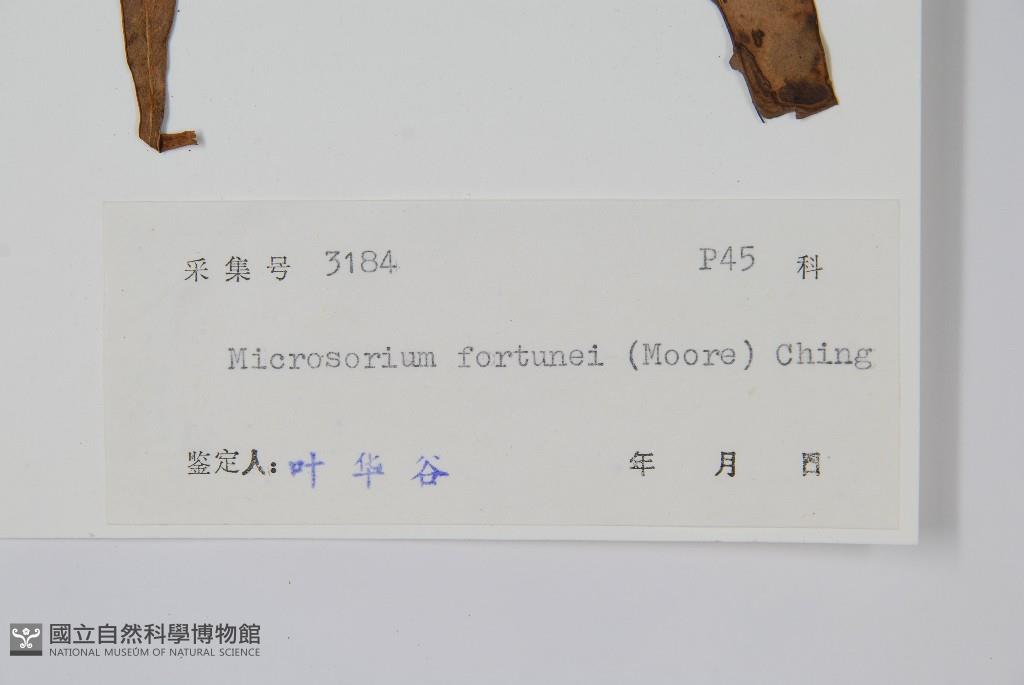 采集号 3184 P45 科
Microsorium fortunei (Moore) Ching
鉴定人: 叶华谷 年 月 日
國立自然科學博物館
NATIONAL MUSEUM OF NATURAL SCIENCE